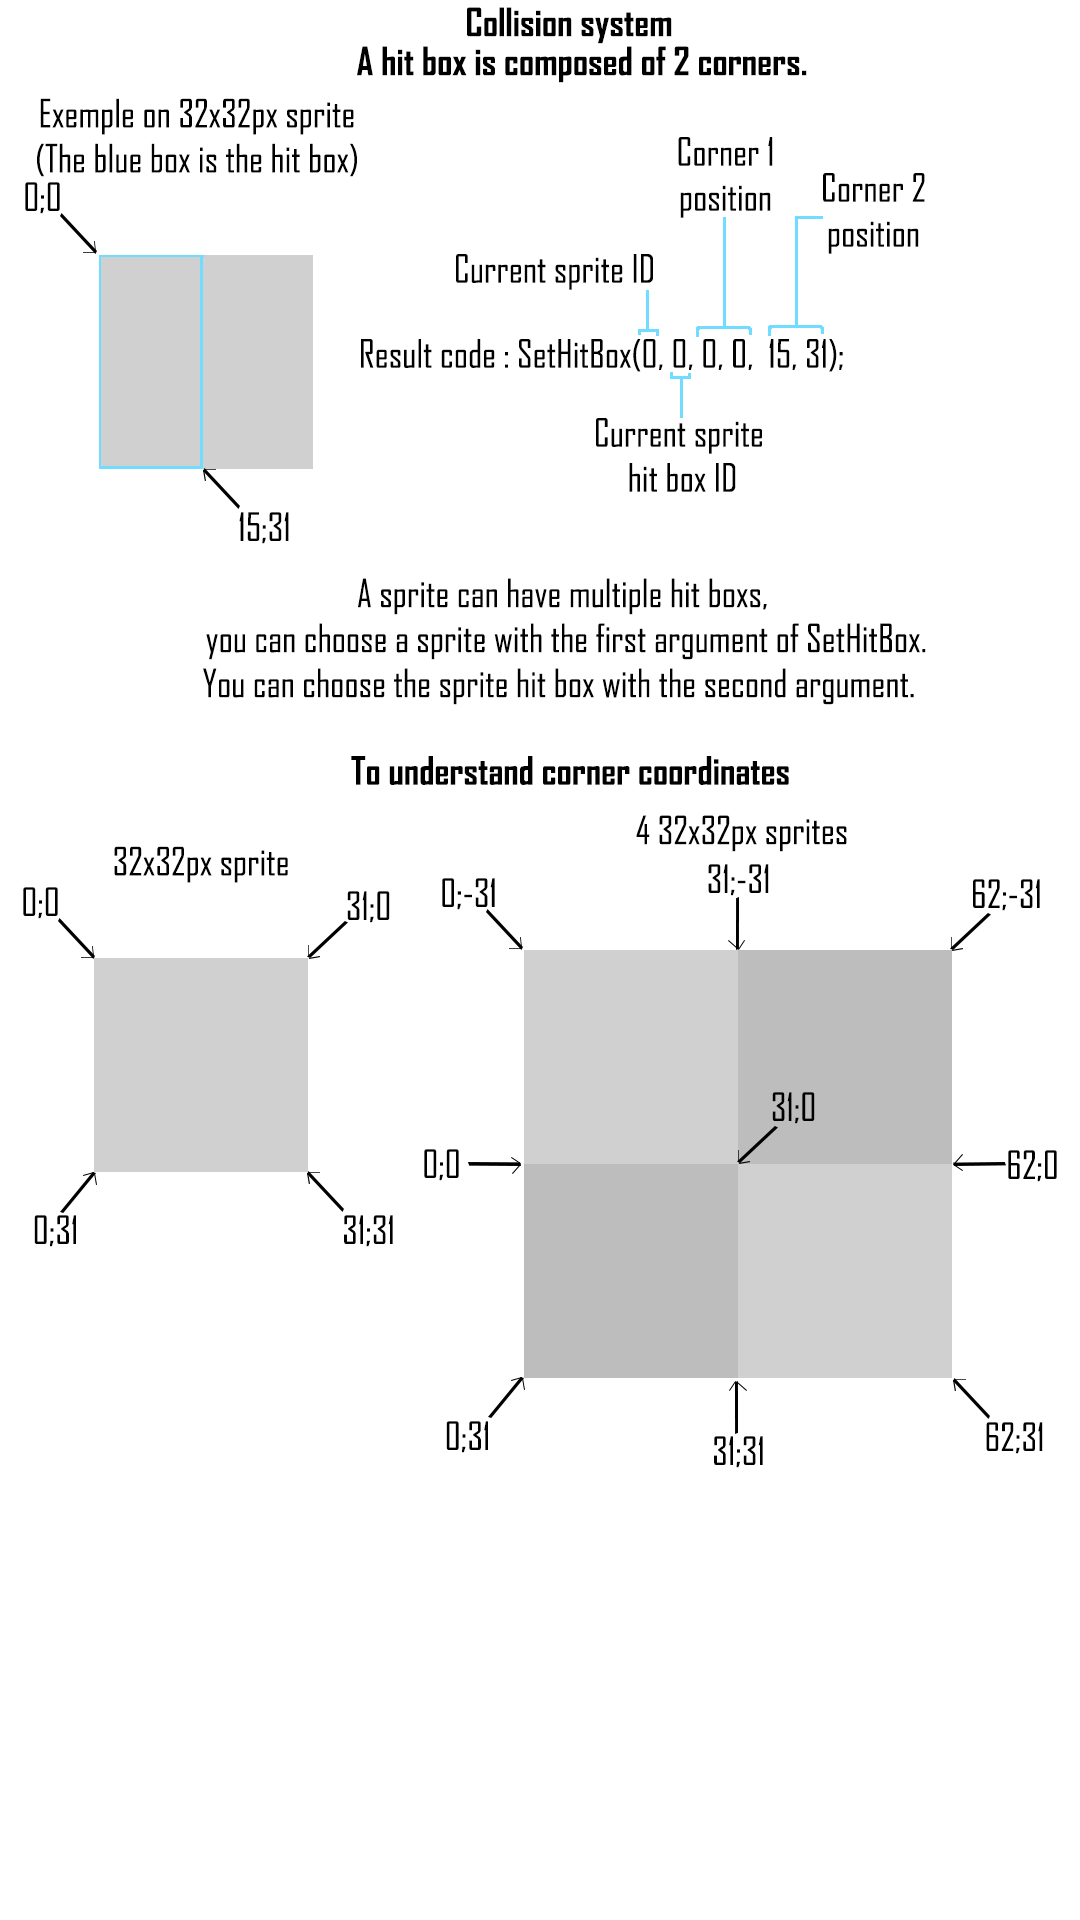 Collision system
A hit box is composed of 2 corners.
Exemple on 32x32px sprite
(The blue box is the hit box)
0;0
15;31
Corner 1
position
Corner 2
position
Current sprite ID
Result code : SetHitBox(0, 0, 0, 0, 15, 31);
Current sprite
hit box ID
A sprite can have multiple hit boxs,
you can choose a sprite with the first argument of SetHitBox.
You can choose the sprite hit box with the second argument.
To understand corner coordinates
32x32px sprite
0;0
31;0
0;31
31;31
4 32x32px sprites
0;-31
31;-31
62;-31
31;0
0;0
62;0
0;31
31;31
62;31